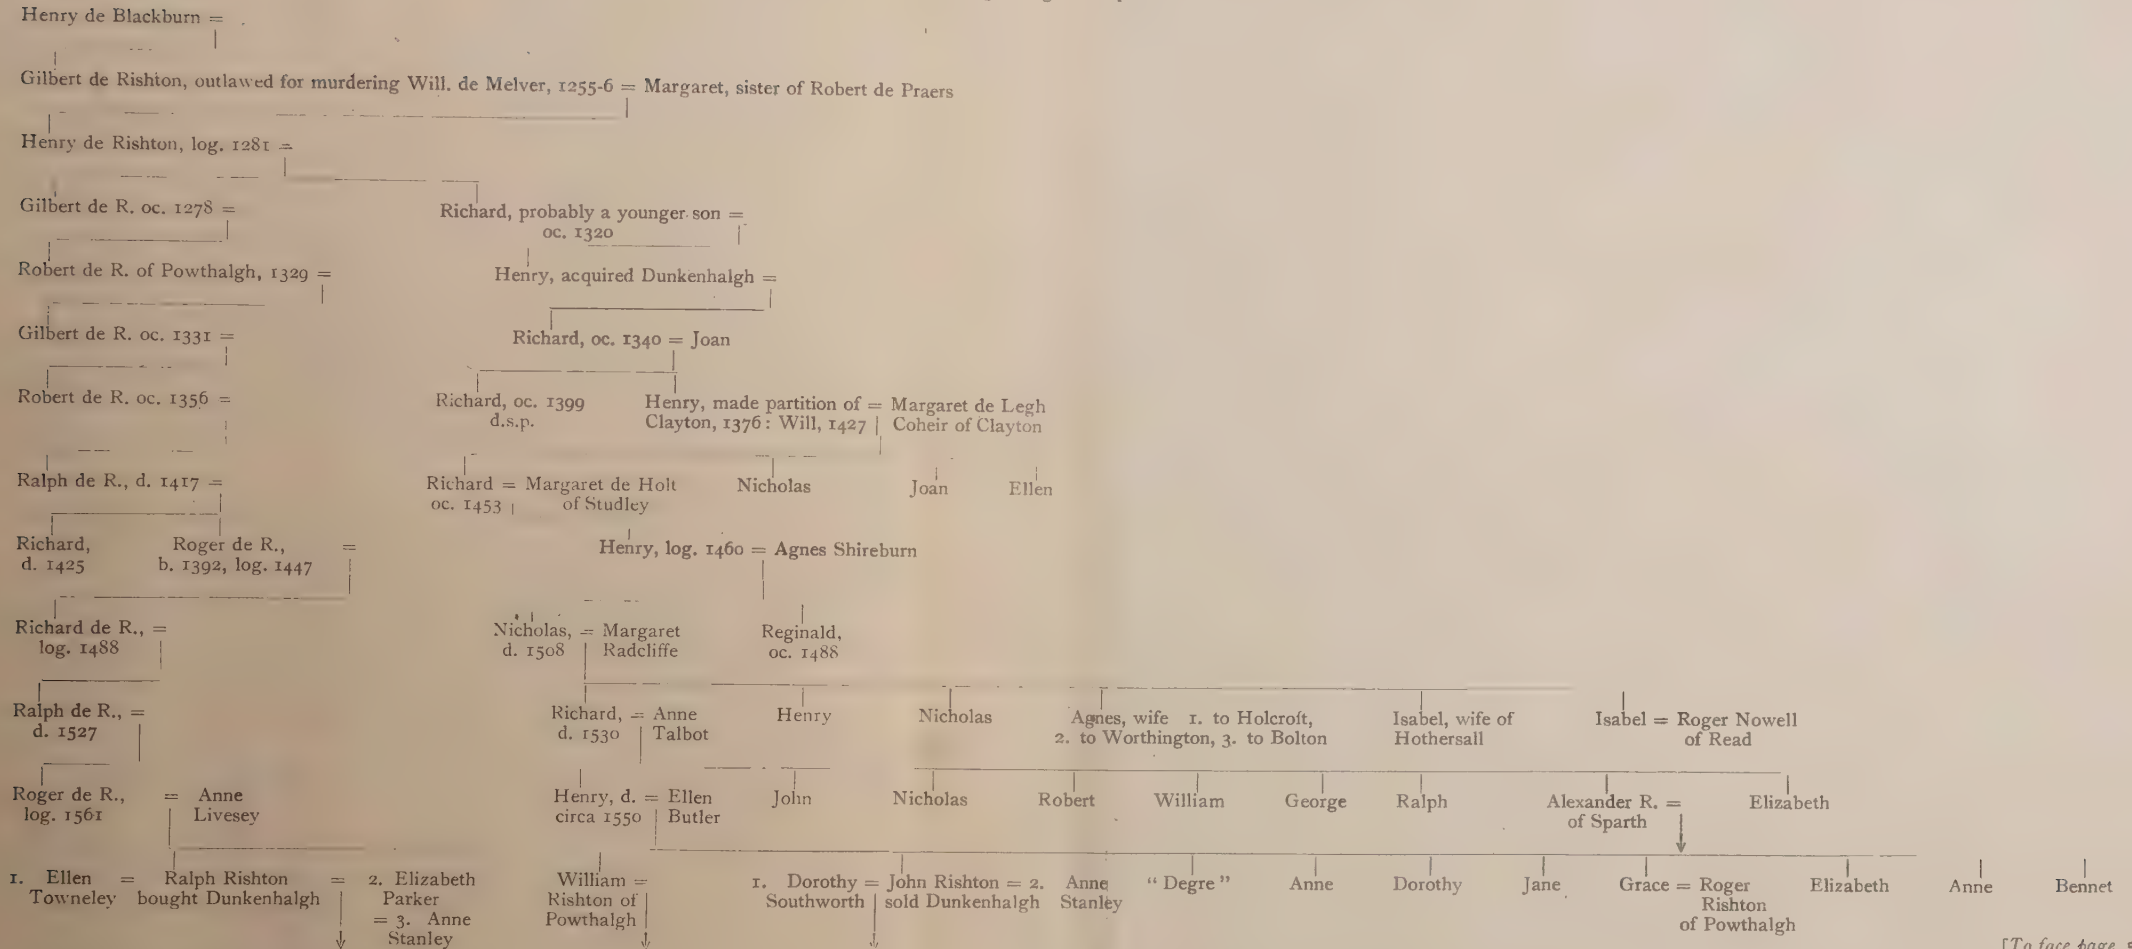 Henry de Blackburn =
Gilbert de Rishton, outlawed for murdering Will. de Melver, 1255-6 = Margaret, sister of Robert de Praers
Henry de Rishton, log. 1281 =
Gilbert de R. oc. 1278 =
Richard, probably a younger son =
oc. 1320
Robert de R. of Powthalgh, 1329 =
Henry, acquired Dunkenhalgh =
Gilbert de R. oc. 1331 =
Richard, oc. 1340 = Joan
Robert de R. oc. 1356 =
Richard, oc. 1399
d.s.p.
Henry, made partition of = Margaret de Legh
Clayton, 1376: Will, 1427 Coheir of Clayton
Ralph de R., d. 1417 =
Richard = Margaret de Holt
oc. 1453 of Studley
Nicholas
Joan
Ellen
Richard,
d. 1425
Roger de R., =
b. 1392, log. 1447
Henry, log. 1460 = Agnes Shireburn
Richard de R., =
log. 1488
Nicholas, = Margaret
d. 1508 Radcliffe
Reginald,
oc. 1488
Ralph de R., =
d. 1527
Richard, = Anne
d. 1530 Talbot
Henry
Nicholas
Agnes, wife 1. to Holcroft,
2. to Worthington, 3. to Bolton
Isabel, wife of
Hothersall
Isabel = Roger Nowell
of Read
Roger de R., = Anne
log. 1561 Livesey
Henry, d. = Ellen
circa 1550 Butler
John
Nicholas
Robert
William
George
Ralph
Alexander R. =
of Sparth
Elizabeth
1. Ellen = Ralph Rishton = 2. Elizabeth
Towneley bought Dunkenhalgh Parker
= 3. Anne
Stanley
William =
Rishton of
Powthalgh
1. Dorothy = John Rishton = 2. Anne
Southworth sold Dunkenhalgh Stanley
"Degre"
Anne
Dorothy
Jane
Grace = Roger
Rishton
of Powthalgh
Elizabeth
Anne
Bennet
[To face page